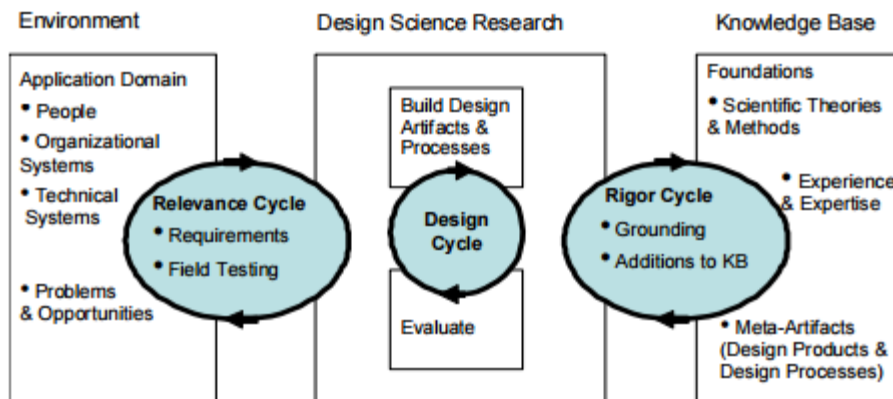 Environment
Design Science Research
Knowledge Base
Application Domain
• People
• Organizational
Systems
• Technical
Systems
• Problems
& Opportunities
Relevance Cycle
• Requirements
• Field Testing
Build Design
Artifacts &
Processes
Design
Cycle
Evaluate
Rigor Cycle
• Grounding
• Additions to KB
Foundations
• Scientific Theories
& Methods
• Experience
& Expertise
• Meta-Artifacts
(Design Products &
Design Processes)